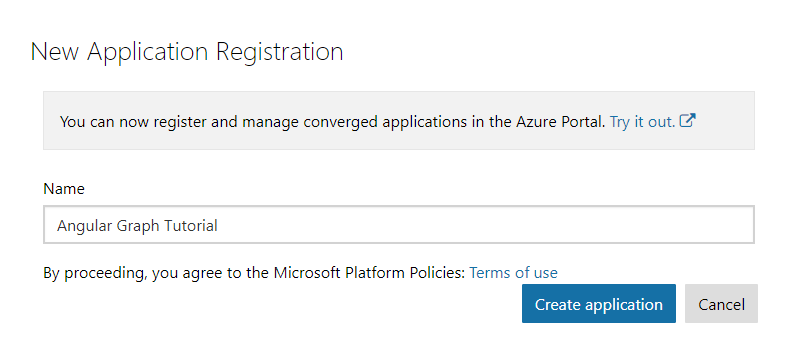 New Application Registration
You can now register and manage converged applications in the Azure Portal. Try it out.
Name
Angular Graph Tutorial
By proceeding, you agree to the Microsoft Platform Policies: Terms of use
Create application Cancel